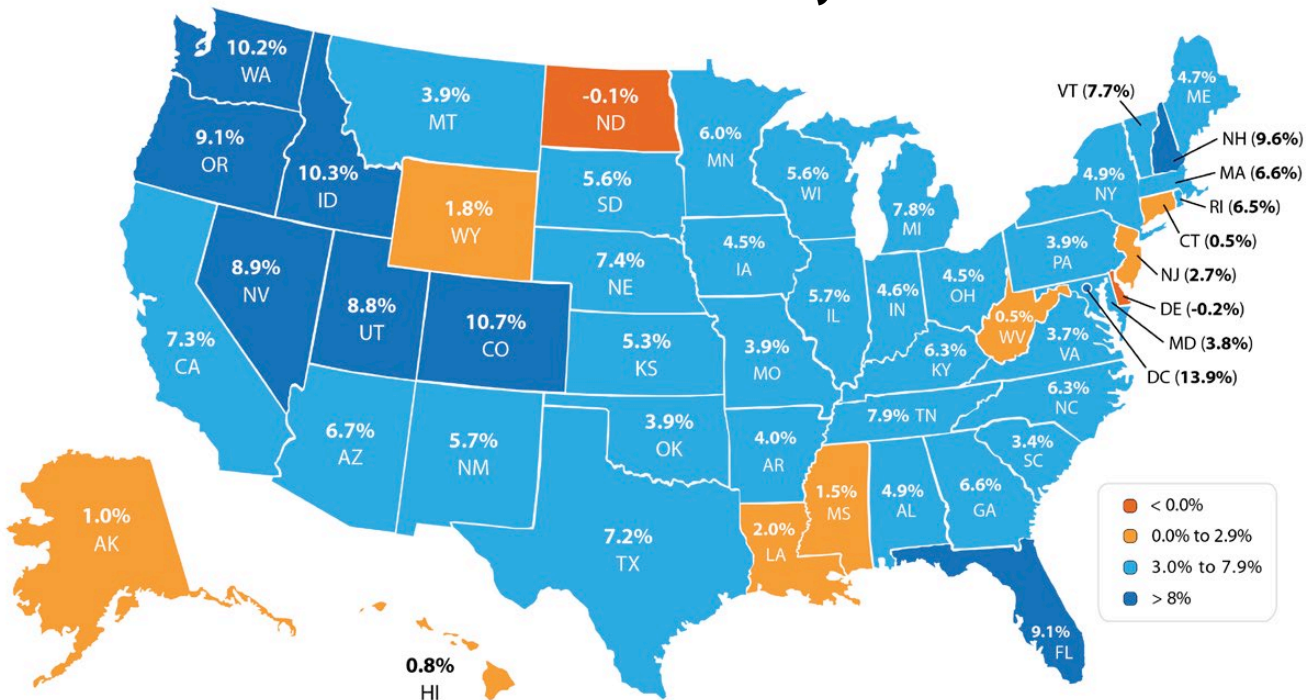 10.2%
WA
9.1%
OR
10.3%
ID
3.9%
MT
-0.1%
ND
6.0%
MN
5.6%
SD
1.8%
WY
8.9%
NV
7.3%
CA
8.8%
UT
10.7%
CO
7.4%
NE
4.5%
IA
5.6%
WI
7.8%
MI
5.7%
IL
4.6%
IN
4.5%
OH
3.9%
PA
4.9%
NY
4.7%
ME
VT (7.7%)
NH (9.6%)
MA (6.6%)
RI (6.5%)
CT (0.5%)
NJ (2.7%)
DE (-0.2%)
MD (3.8%)
DC (13.9%)
0.5%
WV
3.7%
VA
6.3%
KY
6.3%
NC
7.9% TN
3.4%
SC
5.3%
KS
3.9%
MO
6.7%
AZ
5.7%
NM
3.9%
OK
4.0%
AR
7.2%
TX
2.0%
LA
1.5%
MS
4.9%
AL
6.6%
GA
9.1%
FL
1.0%
AK
0.8%
HI
< 0.0%
0.0% to 2.9%
3.0% to 7.9%
> 8%